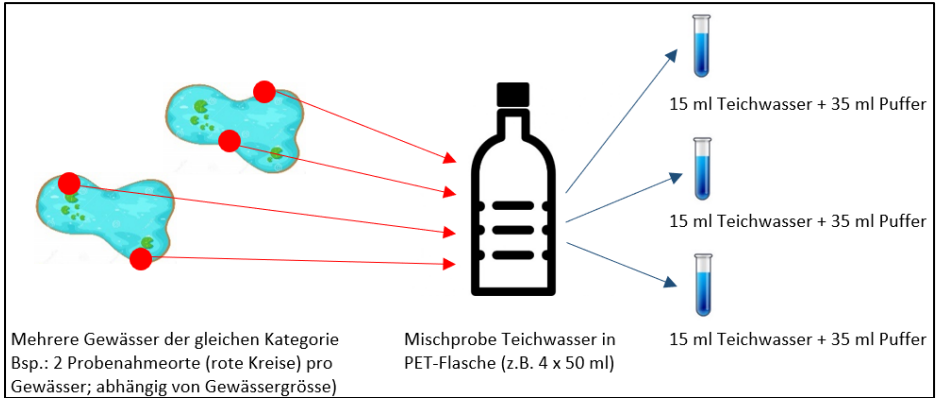 15 ml Teichwasser + 35 ml Puffer
15 ml Teichwasser + 35 ml Puffer
15 ml Teichwasser + 35 ml Puffer
Mehrere Gewässer der gleichen Kategorie
Bsp.: 2 Probenahmeorte (rote Kreise) pro
Gewässer; abhängig von Gewässergrösse)
Mischprobe Teichwasser in
PET-Flasche (z.B. 4 x 50 ml)